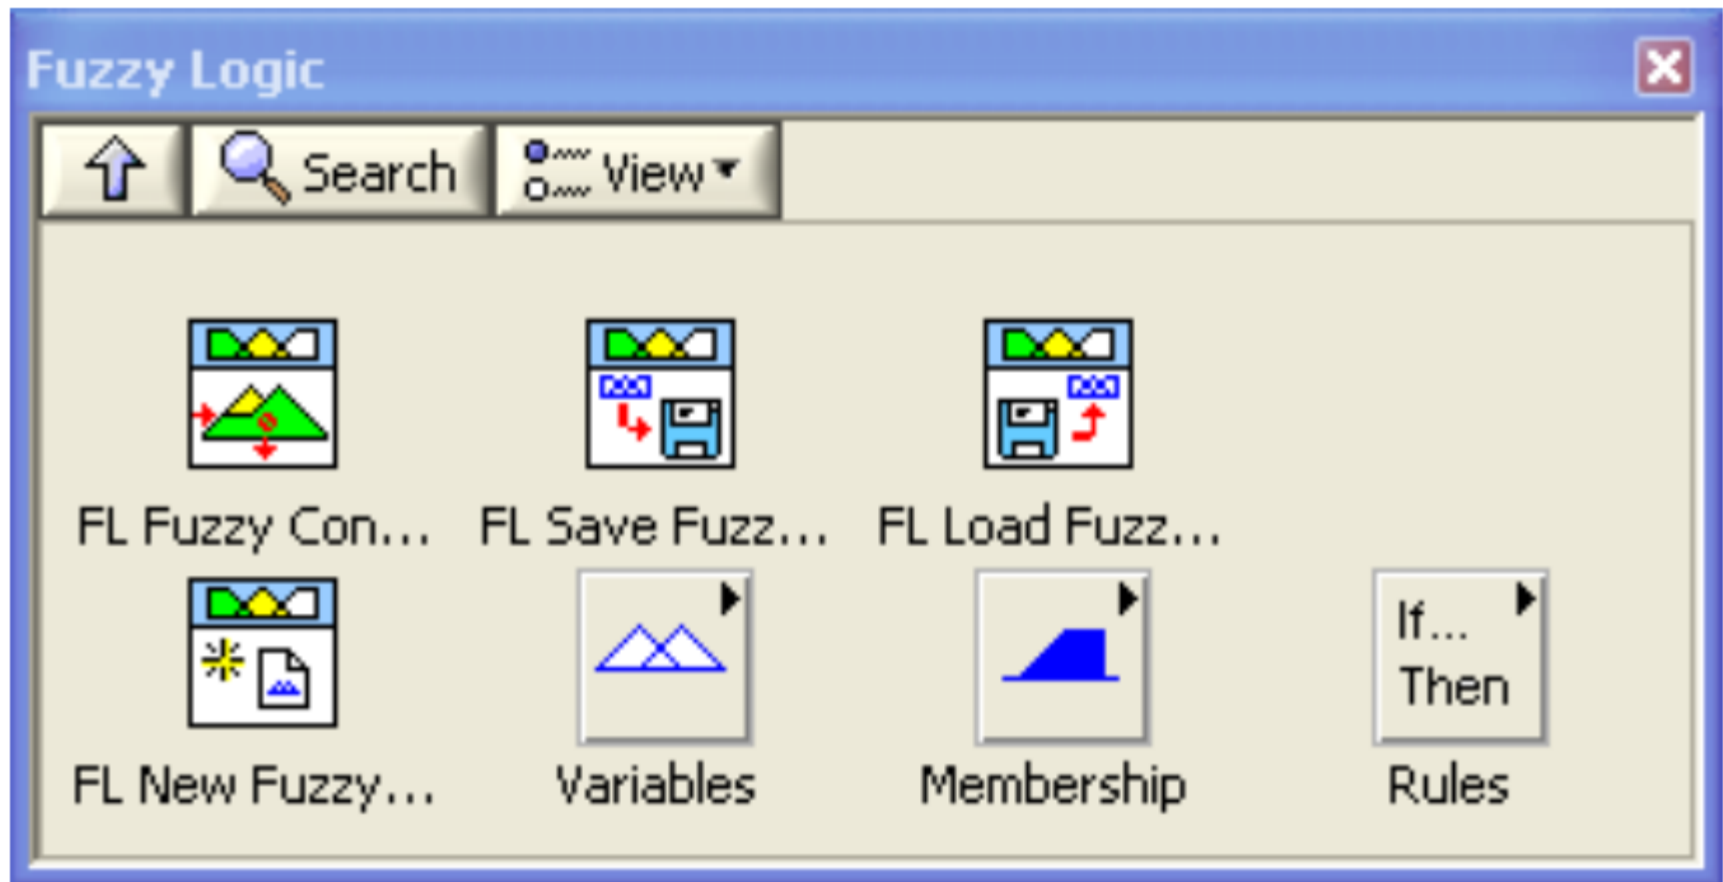 Fuzzy Logic
Search View
FL Fuzzy Con... FL Save Fuzz... FL Load Fuzz...
If...
Then
FL New Fuzzy... Variables Membership Rules